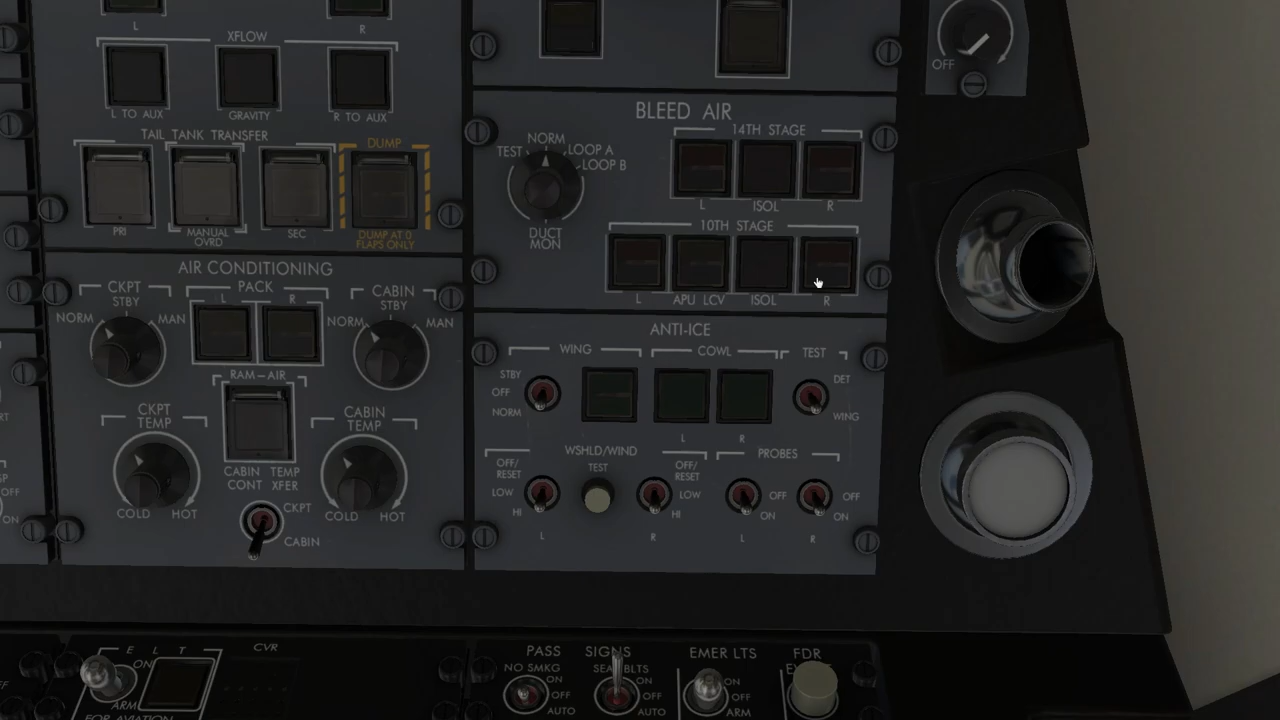 L
R
XFLOW
L TO AUX
GRAVITY
R TO AUX
TAIL TANK TRANSFER
DUMP
PRI
MANUAL
OVRD
SEC
DUMP AT 0
FLAPS ONLY
AIR CONDITIONING
CKPT
STBY
NORM
MAN
PACK
L
R
CABIN
STBY
NORM
MAN
RAM-AIR
CKPT
TEMP
COLD
HOT
CABIN
TEMP
COLD
HOT
CABIN TEMP
CONT XFER
CKPT
CABIN
OFF
BLEED AIR
NORM
TEST
LOOP A
LOOP B
DUCT
MON
14TH STAGE
L
ISOL
R
10TH STAGE
L
APU LCV
ISOL
R
ANTI-ICE
WING
COWL
TEST
STBY
OFF
NORM
L
R
DET
WING
WSHLD/WIND
PROBES
OFF/
RESET
LOW
HI
L
TEST
OFF/
RESET
LOW
HI
R
OFF
ON
L
OFF
ON
R
OFF
ON
ELT
ON
ARM
CVR
PASS SIGNS
NO SMKG
ON
OFF
AUTO
ON
OFF
AUTO
EMER LTS
ON
OFF
ARM
FDR